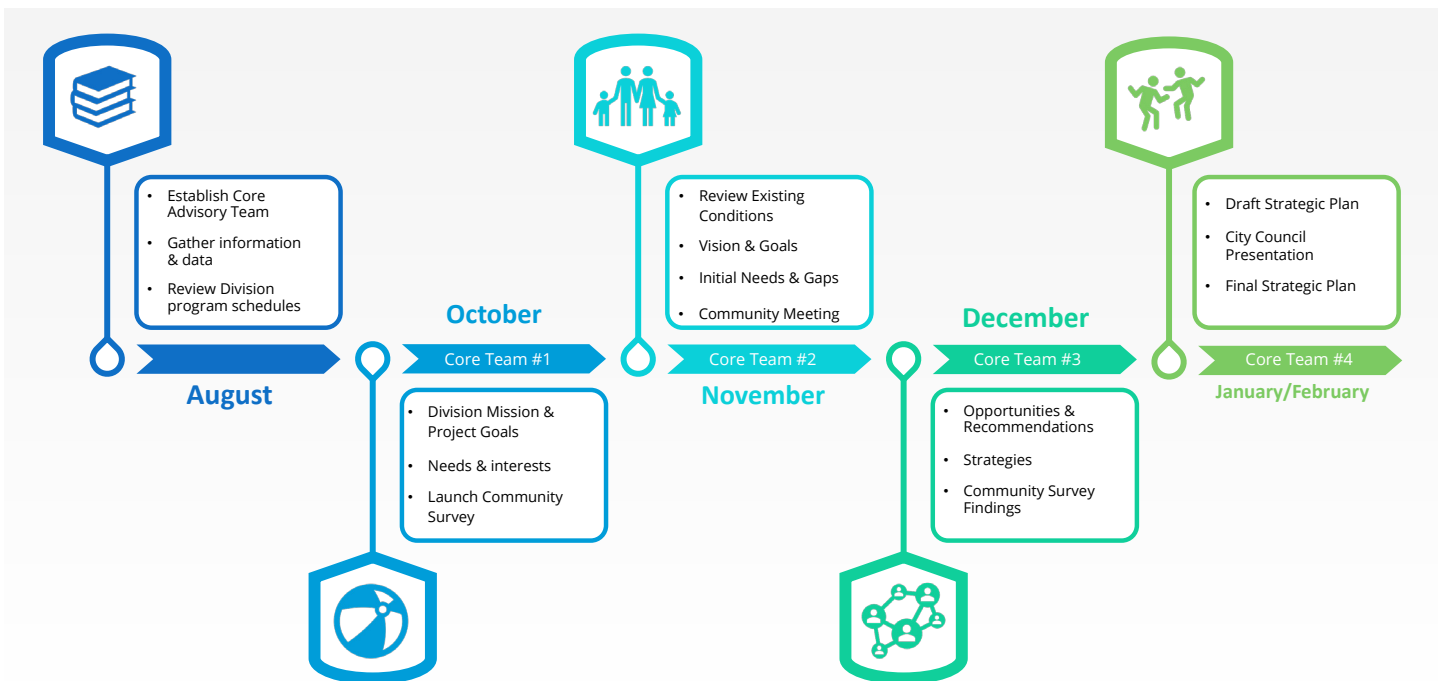 • Establish Core
Advisory Team
• Gather information
& data
• Review Division
program schedules
August
October
Core Team #1
• Division Mission &
Project Goals
• Needs & interests
• Launch Community
Survey
• Review Existing
Conditions
• Vision & Goals
• Initial Needs & Gaps
• Community Meeting
Core Team #2
November
December
Core Team #3
• Opportunities &
Recommendations
• Strategies
• Community Survey
Findings
• Draft Strategic Plan
• City Council
Presentation
• Final Strategic Plan
Core Team #4
January/February